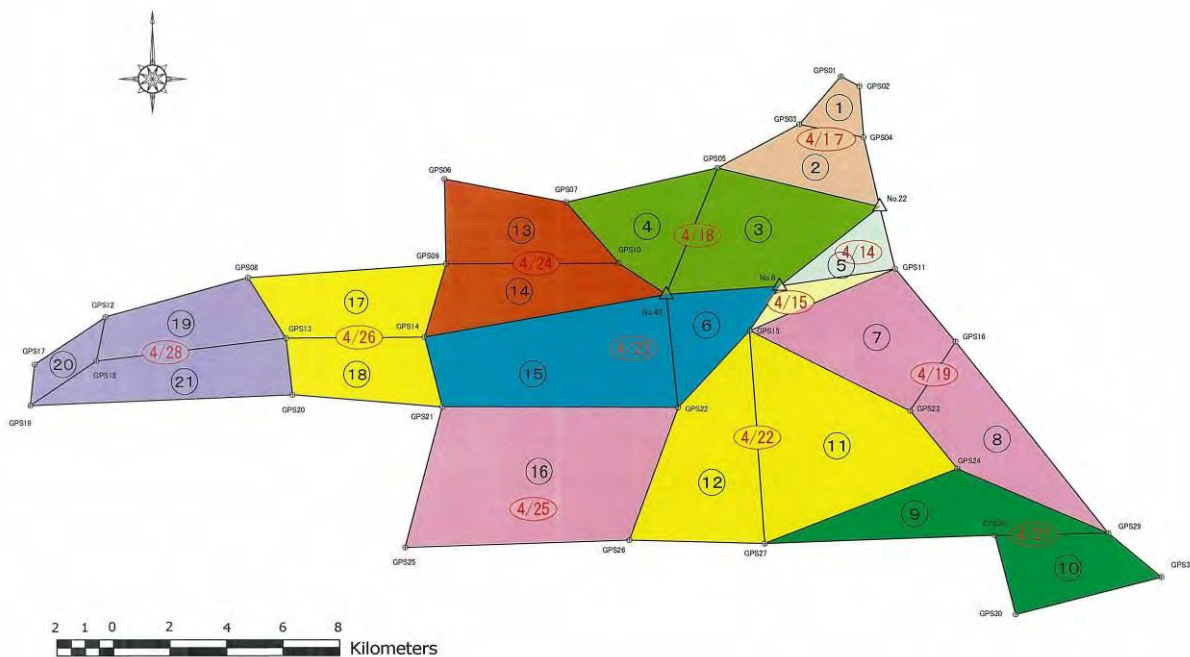 GPS01
GPS02
①
GPS03
4/17
GPS04
②
GPS05
GPS06
GPS07
No.22
④
4/18
③
⑬
GPS10
4/14
⑤
GPS09
4/24
GPS11
GPS08
⑭
No.40
4/15
GPS12
⑰
GPS15
⑲
GPS13
4/26
GPS14
⑥
⑦
GPS16
GPS17
⑳
4/28
GPS18
⑱
⑮
4/19
㉑
GPS19
GPS20
GPS21
GPS22
GPS23
4/22
⑪
⑧
⑯
⑫
GPS24
4/25
⑨
GPS25
GPS26
GPS27
4/21
GPS29
⑩
GPS30
2 1 0 2 4 6 8
Kilometers